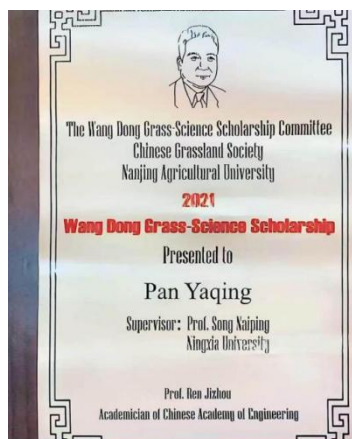 The Wang Dong Grass-Science Scholarship Committee
Chinese Grassland Society
Nanjing Agricultural University
2021
Wang Dong Grass-Science Scholarship
Presented to
Pan Yaqing
Supervisor: Prof. Song Naiping
Ningxia University
Prof. Ren Jizhou
Academician of Chinese Academy of Engineering